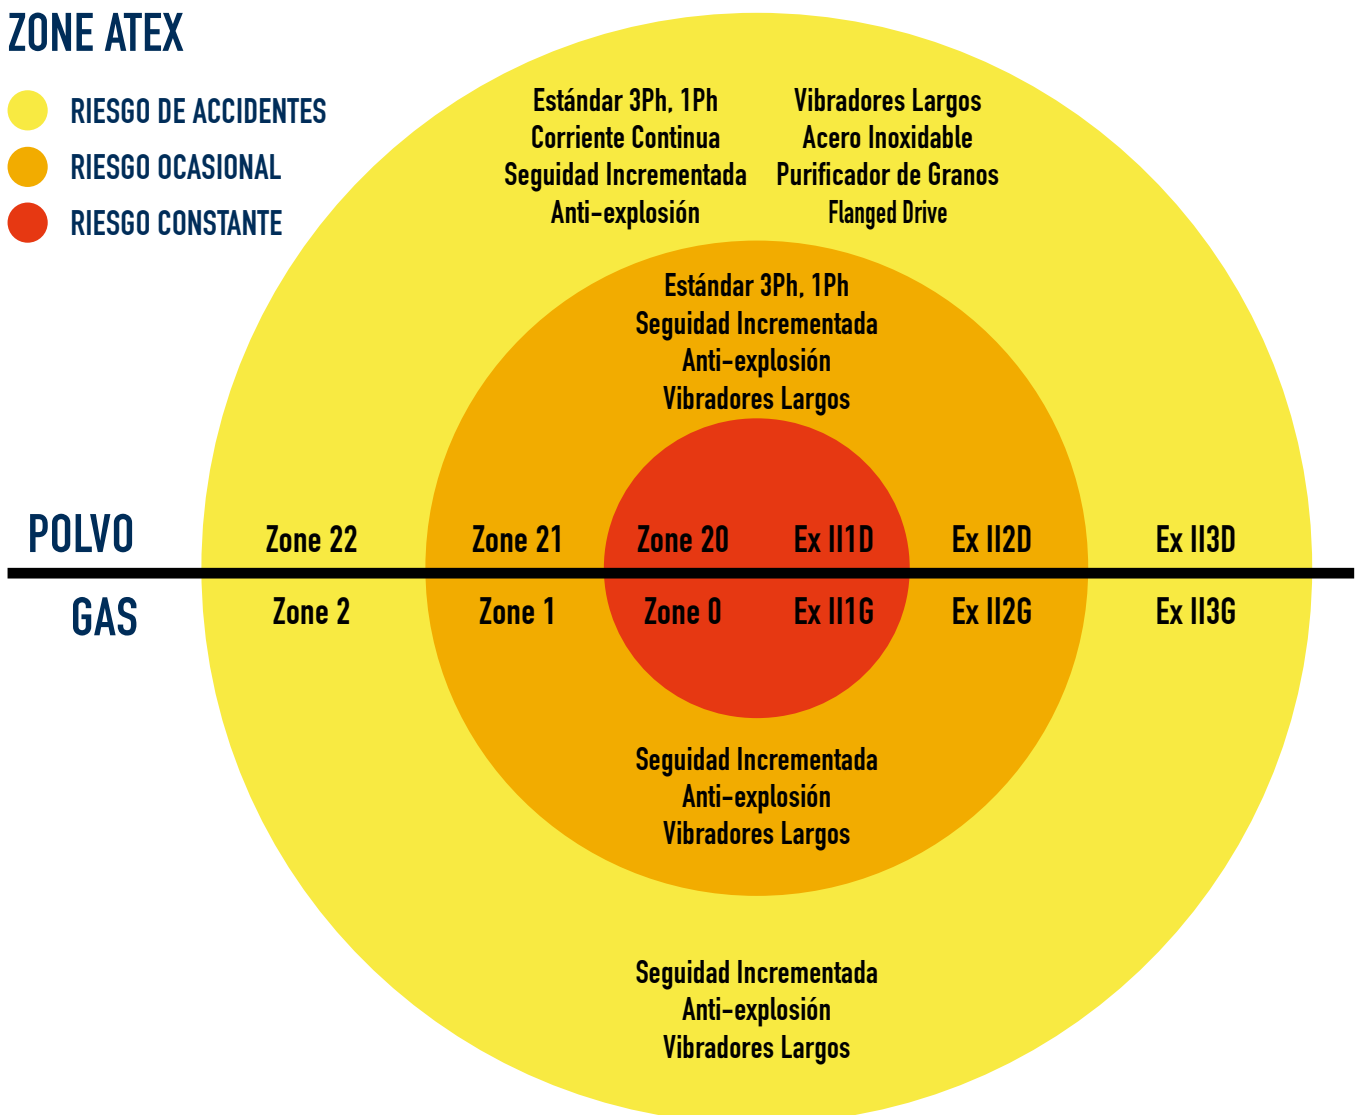 ZONE ATEX
RIESGO DE ACCIDENTES
RIESGO OCASIONAL
RIESGO CONSTANTE
Estándar 3Ph, 1Ph
Corriente Continua
Seguidad Incrementada
Anti-explosión
Vibradores Largos
Acero Inoxidable
Purificador de Granos
Flanged Drive
Estándar 3Ph, 1Ph
Seguidad Incrementada
Anti-explosión
Vibradores Largos
POLVO Zone 22 Zone 21 Zone 20 Ex II1D Ex II2D Ex II3D
GAS Zone 2 Zone 1 Zone 0 Ex II1G Ex II2G Ex II3G
Seguidad Incrementada
Anti-explosión
Vibradores Largos
Seguidad Incrementada
Anti-explosión
Vibradores Largos